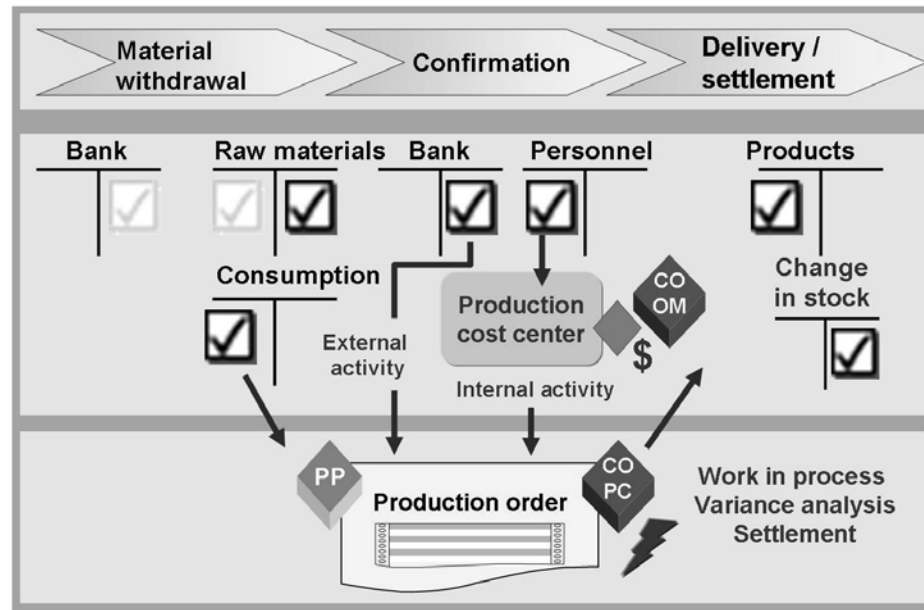 Material
withdrawal
Confirmation
Delivery /
settlement
Bank
Raw materials
Bank
Personnel
Products
Consumption
Change
in stock
Production
cost center
CO
OM
$
External
activity
Internal activity
PP
Production order
CO
PC
Work in process
Variance analysis
Settlement